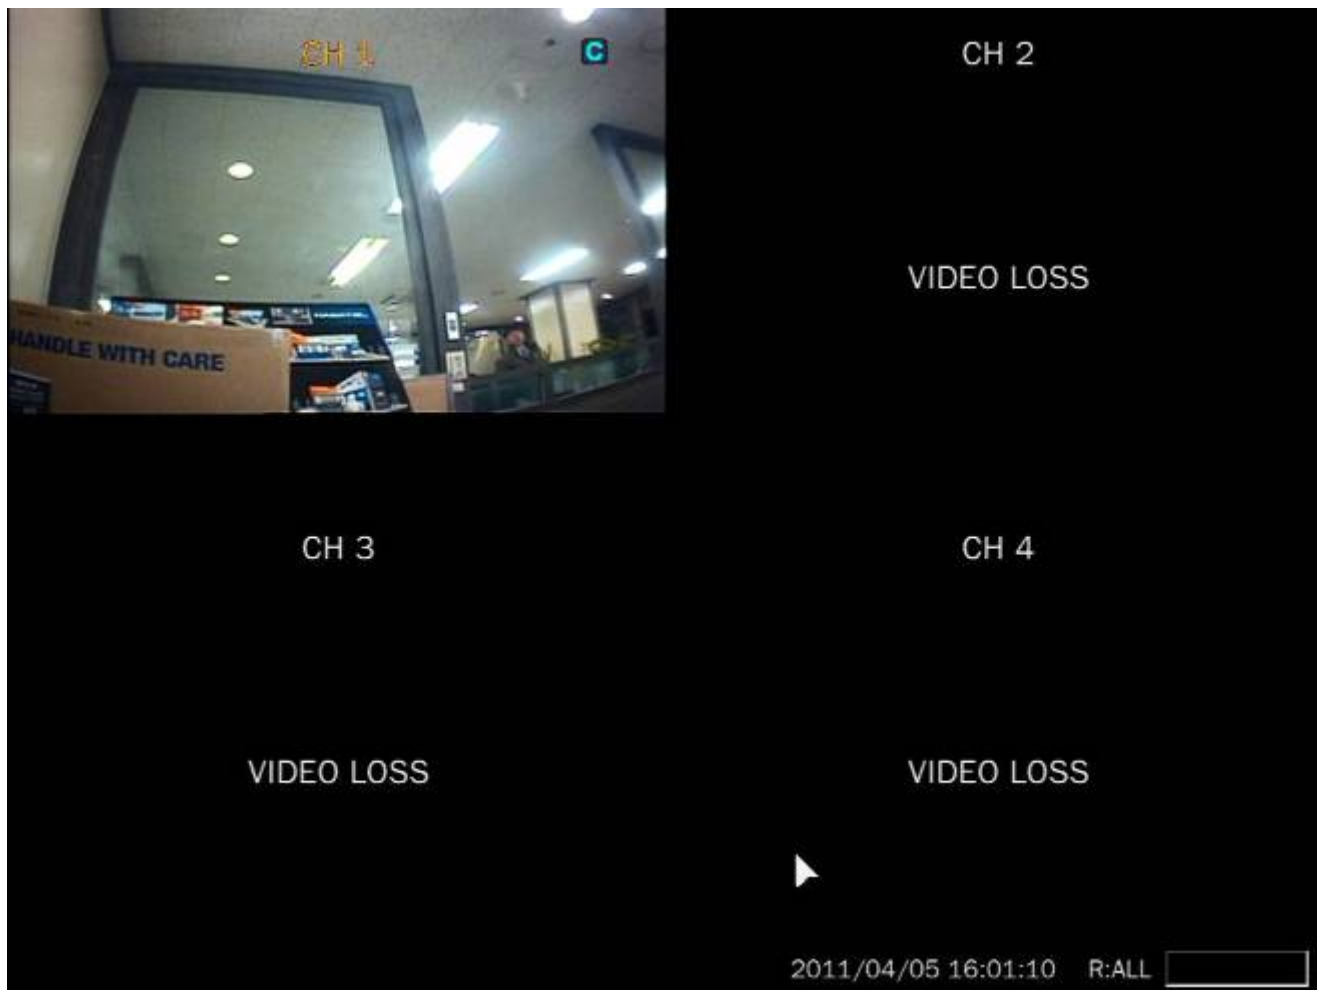 CH 1
C
CH 2
VIDEO LOSS
HANDLE WITH CARE
CH 3
CH 4
VIDEO LOSS
VIDEO LOSS
2011/04/05 16:01:10 R:ALL